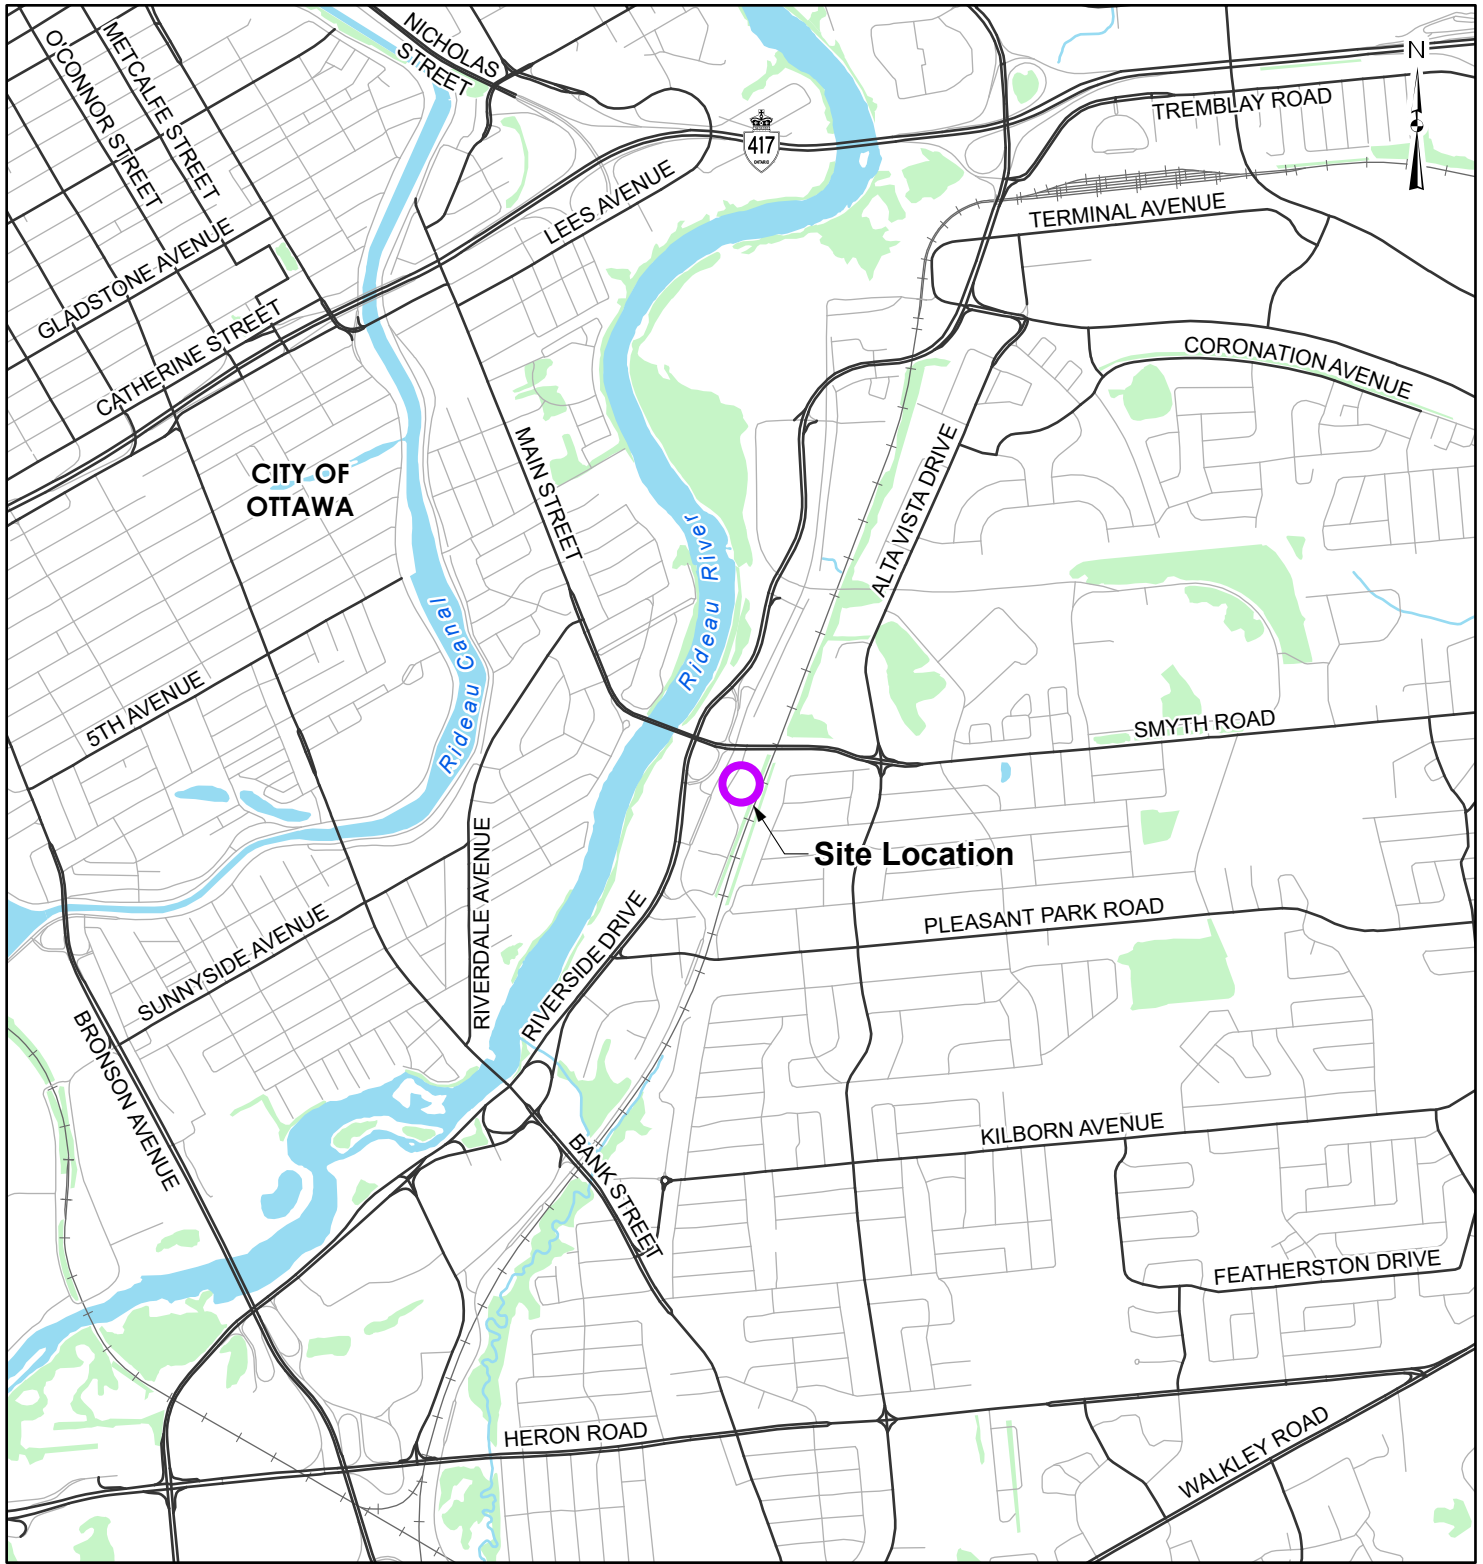 NICHOLAS
STREET
O'CONNOR STREET
METCALFE STREET
N
TREMBLAY ROAD
417
ONTARIO
LEES AVENUE
TERMINAL AVENUE
GLADSTONE AVENUE
CATHERINE STREET
CORONATION AVENUE
MAIN STREET
ALTA VISTA DRIVE
CITY OF
OTTAWA
Rideau River
Rideau Canal
5TH AVENUE
SMYTH ROAD
Site Location
RIVERDALE AVENUE
PLEASANT PARK ROAD
SUNNYSIDE AVENUE
RIVERSIDE DRIVE
BRONSON AVENUE
KILBORN AVENUE
BANK STREET
FEATHERSTON DRIVE
HERON ROAD
WALKLEY ROAD